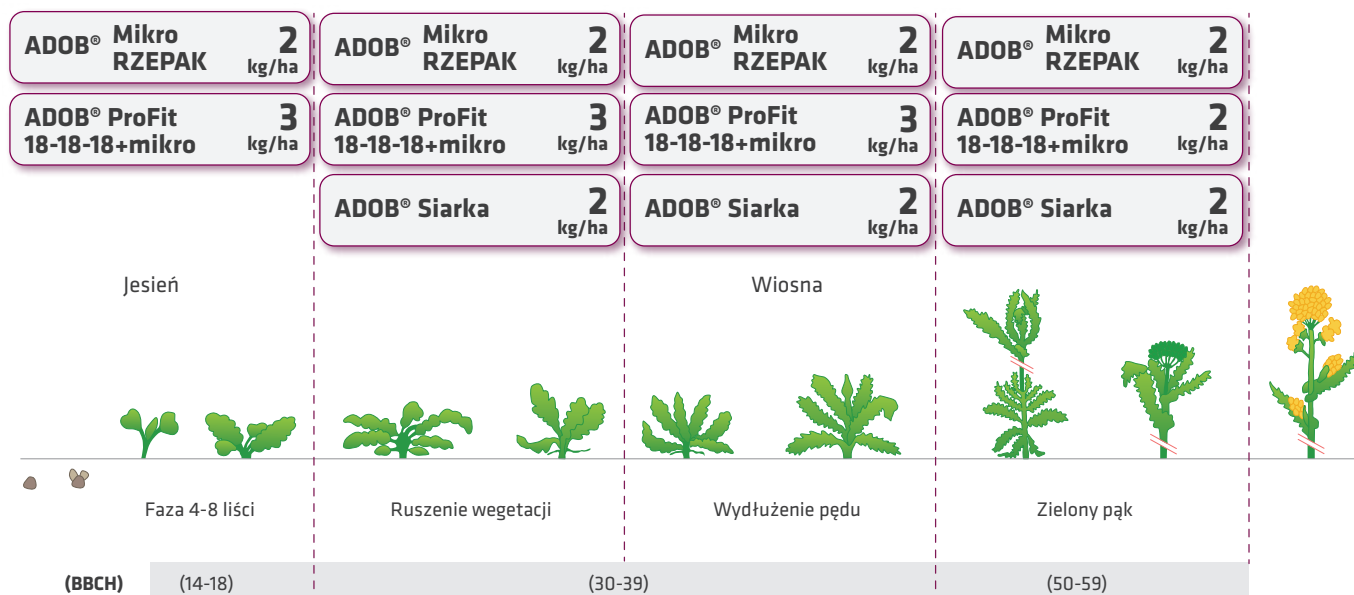 ADOB® Mikro RZEPAK 2 kg/ha
ADOB® Mikro RZEPAK 2 kg/ha
ADOB® Mikro RZEPAK 2 kg/ha
ADOB® Mikro RZEPAK 2 kg/ha
ADOB® ProFit 18-18-18+mikro 3 kg/ha
ADOB® ProFit 18-18-18+mikro 3 kg/ha
ADOB® ProFit 18-18-18+mikro 3 kg/ha
ADOB® ProFit 18-18-18+mikro 2 kg/ha
ADOB® Siarka 2 kg/ha
ADOB® Siarka 2 kg/ha
ADOB® Siarka 2 kg/ha
Jesień
Wiosna
Faza 4-8 liści
Ruszenie wegetacji
Wydłużenie pędu
Zielony pąk
(BBCH) (14-18) (30-39) (50-59)